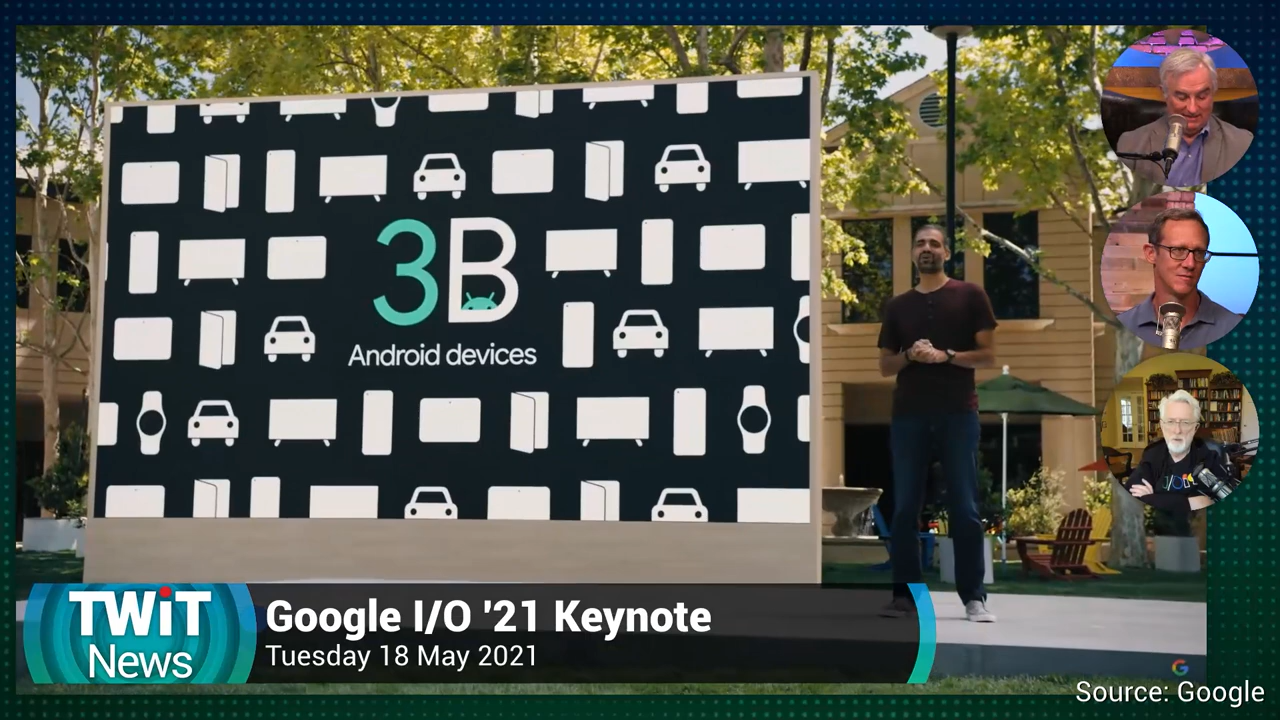 3B
Android devices
TWiT
News
Google I/O '21 Keynote
Tuesday 18 May 2021
Source: Google